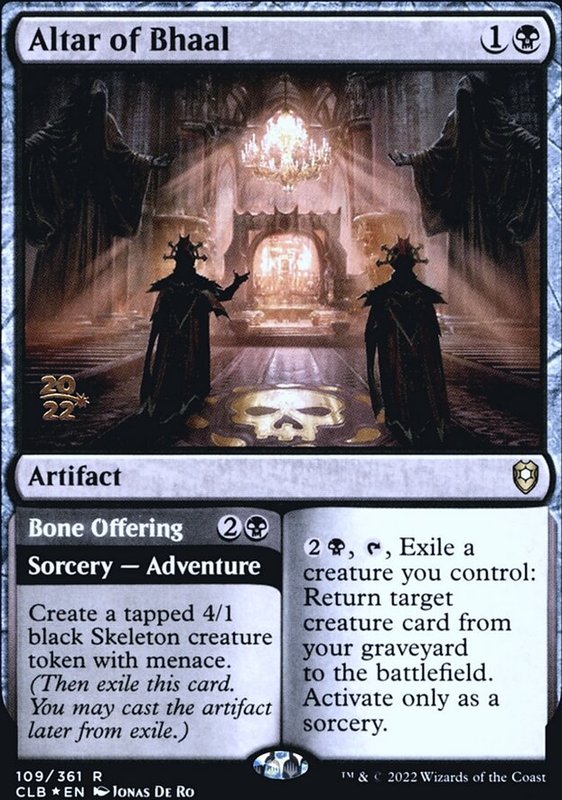 Altar of Bhaal 1
20
22
Artifact
Bone Offering 2
Sorcery — Adventure
Create a tapped 4/1
black Skeleton creature
token with menace.
(Then exile this card.
You may cast the artifact
later from exile.)
2 , , Exile a
creature you control:
Return target
creature card from
your graveyard
to the battlefield.
Activate only as a
sorcery.
109/361 R
CLB ★ EN Jonas De Ro
™ & © 2022 Wizards of the Coast